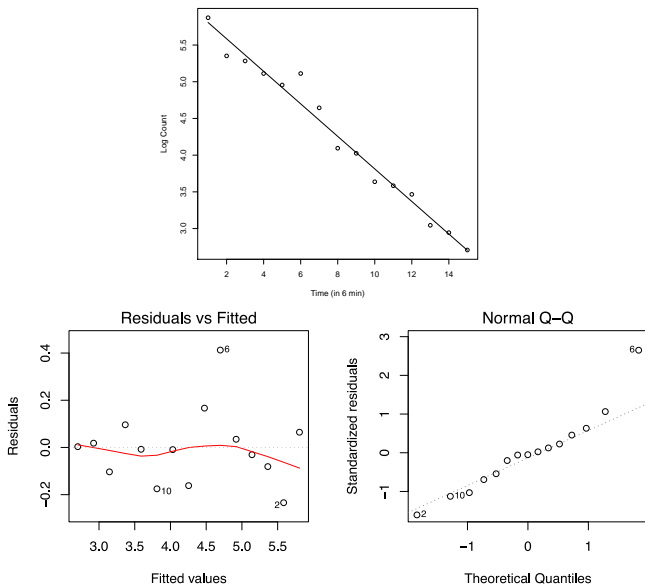 Log Count
5.5
5.0
4.5
4.0
3.5
3.0
2 4 6 8 10 12 14
Time (in 6 min)
Residuals vs Fitted
Residuals
0.4
0.2
0.0
−0.2
6
10
2
3.0 3.5 4.0 4.5 5.0 5.5
Fitted values
Normal Q−Q
Standardized residuals
3
2
1
0
−1
6
10
2
−1 0 1
Theoretical Quantiles